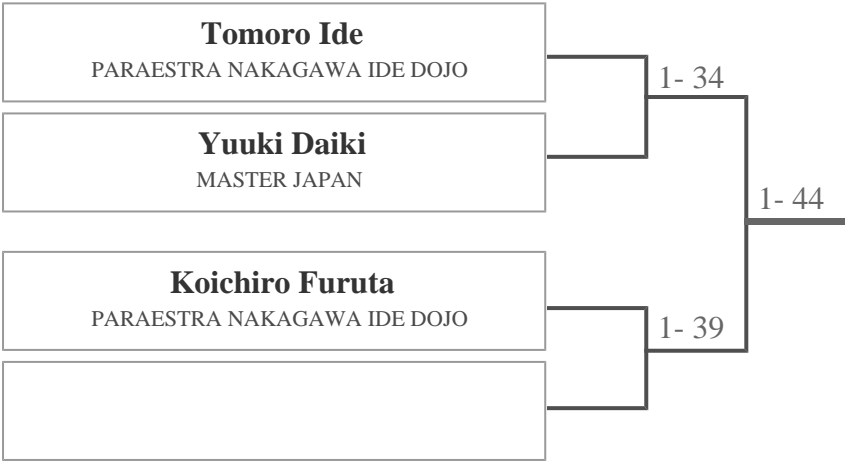 Tomoro Ide
PARAESTRA NAKAGAWA IDE DOJO
1- 34
Yuuki Daiki
MASTER JAPAN
1- 44
Koichiro Furuta
PARAESTRA NAKAGAWA IDE DOJO
1- 39